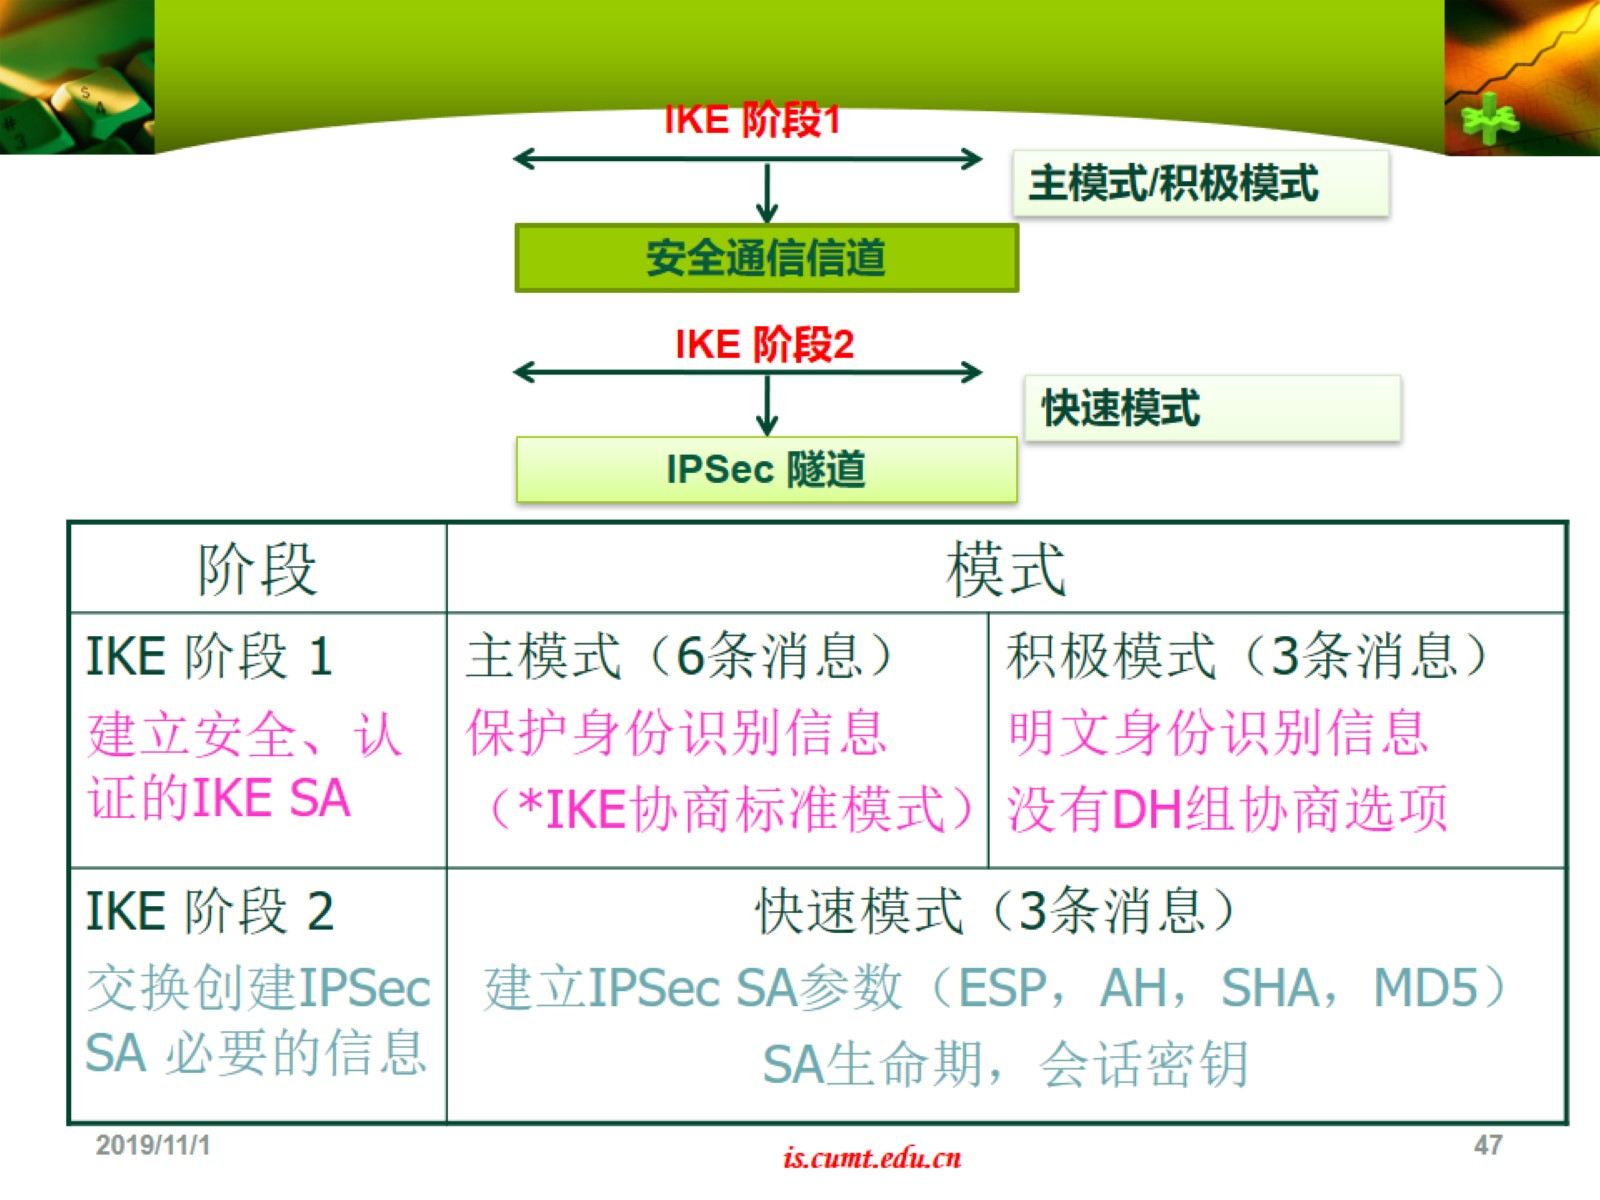 IKE 阶段1
主模式/积极模式
安全通信信道
IKE 阶段2
快速模式
IPSec 隧道
阶段
模式
IKE 阶段 1
建立安全、认
证的IKE SA
主模式（6条消息）
保护身份识别信息
（*IKE协商标准模式）
积极模式（3条消息）
明文身份识别信息
没有DH组协商选项
IKE 阶段 2
交换创建IPSec
SA 必要的信息
快速模式（3条消息）
建立IPSec SA参数（ESP，AH，SHA，MD5）
SA生命期，会话密钥
2019/11/1
is.cumt.edu.cn
47
$
4
#
3